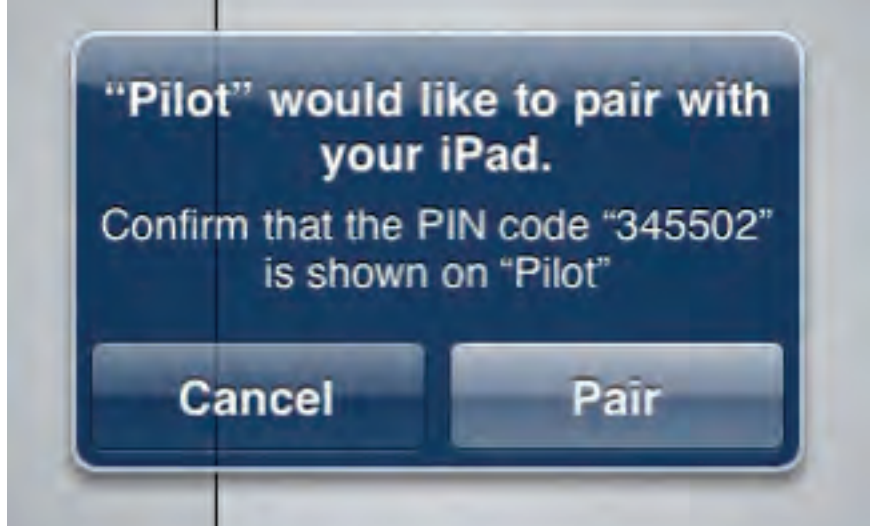 “Pilot” would like to pair with
your iPad.
Confirm that the PIN code “345502”
is shown on “Pilot”
Cancel
Pair